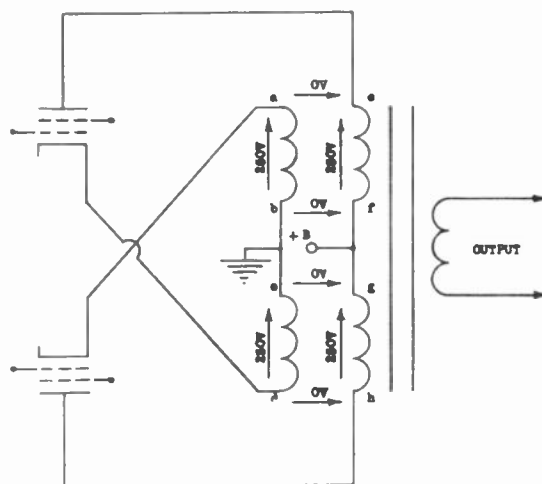 a 0V e
250V 250V
b 0V f
+ B
OUTPUT
c 0V g
250V 250V
d 0V h